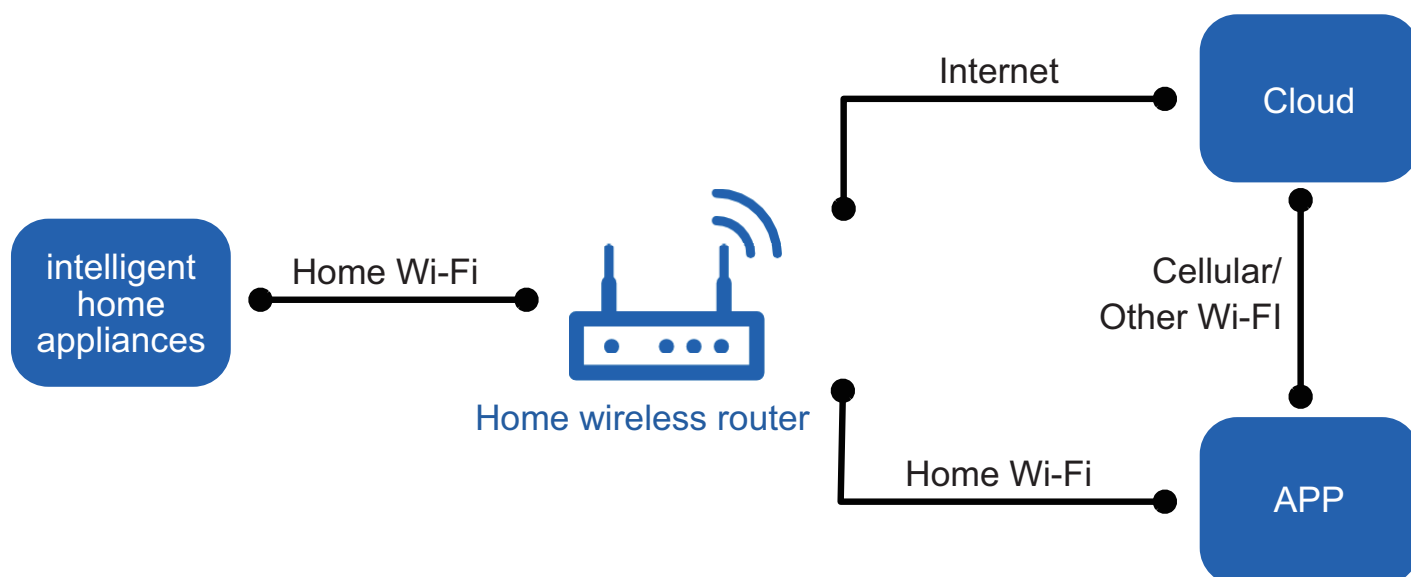 Internet
Cloud
intelligent
home
appliances
Home Wi-Fi
Home wireless router
Cellular/
Other Wi-FI
Home Wi-Fi
APP